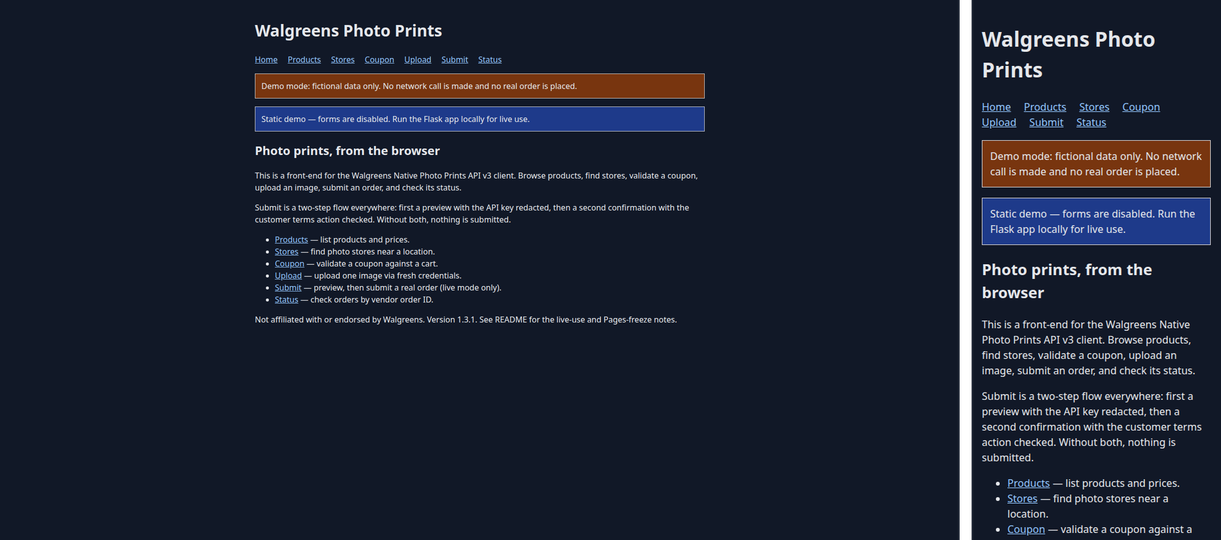 Walgreens Photo Prints
Home Products Stores Coupon Upload Submit Status
Demo mode: fictional data only. No network call is made and no real order is placed.
Static demo — forms are disabled. Run the Flask app locally for live use.
Photo prints, from the browser
This is a front-end for the Walgreens Native Photo Prints API v3 client. Browse products, find stores, validate a coupon,
upload an image, submit an order, and check its status.
Submit is a two-step flow everywhere: first a preview with the API key redacted, then a second confirmation with the
customer terms action checked. Without both, nothing is submitted.
• Products — list products and prices.
• Stores — find photo stores near a location.
• Coupon — validate a coupon against a cart.
• Upload — upload one image via fresh credentials.
• Submit — preview, then submit a real order (live mode only).
• Status — check orders by vendor order ID.
Not affiliated with or endorsed by Walgreens. Version 1.3.1. See README for the live-use and Pages-freeze notes.
Walgreens Photo
Prints
Home Products Stores Coupon
Upload Submit Status
Demo mode: fictional data only. No network
call is made and no real order is placed.
Static demo — forms are disabled. Run the
Flask app locally for live use.
Photo prints, from the
browser
This is a front-end for the Walgreens Native
Photo Prints API v3 client. Browse products,
find stores, validate a coupon, upload an
image, submit an order, and check its status.
Submit is a two-step flow everywhere: first a
preview with the API key redacted, then a
second confirmation with the customer terms
action checked. Without both, nothing is
submitted.
• Products — list products and prices.
• Stores — find photo stores near a
location.
• Coupon — validate a coupon against a